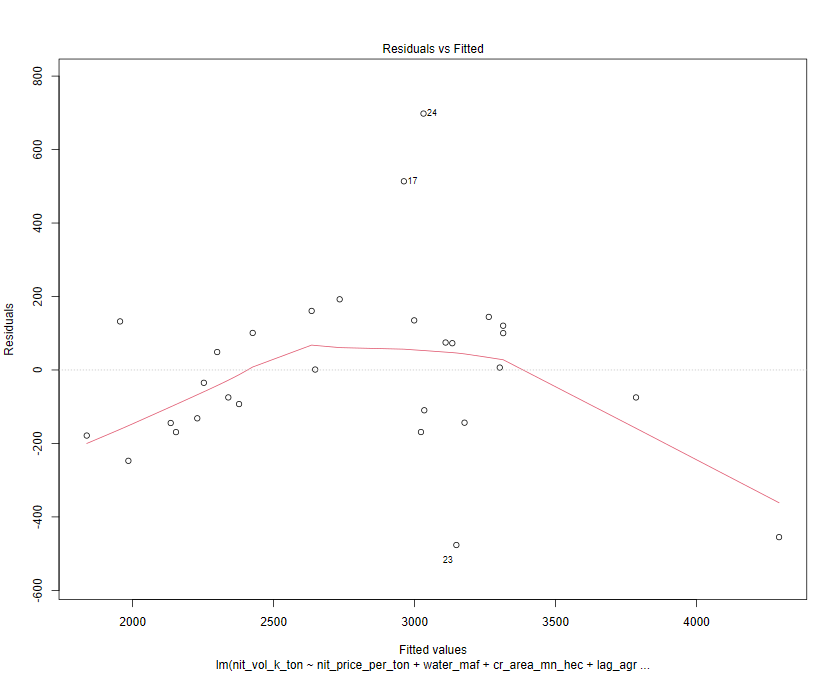 Residuals vs Fitted
Residuals
800
600
400
200
0
-200
-400
-600
24
17
23
2000 2500 3000 3500 4000
Fitted values
lm(nit_vol_k_ton ~ nit_price_per_ton + water_maf + cr_area_mn_hec + lag_agr ...